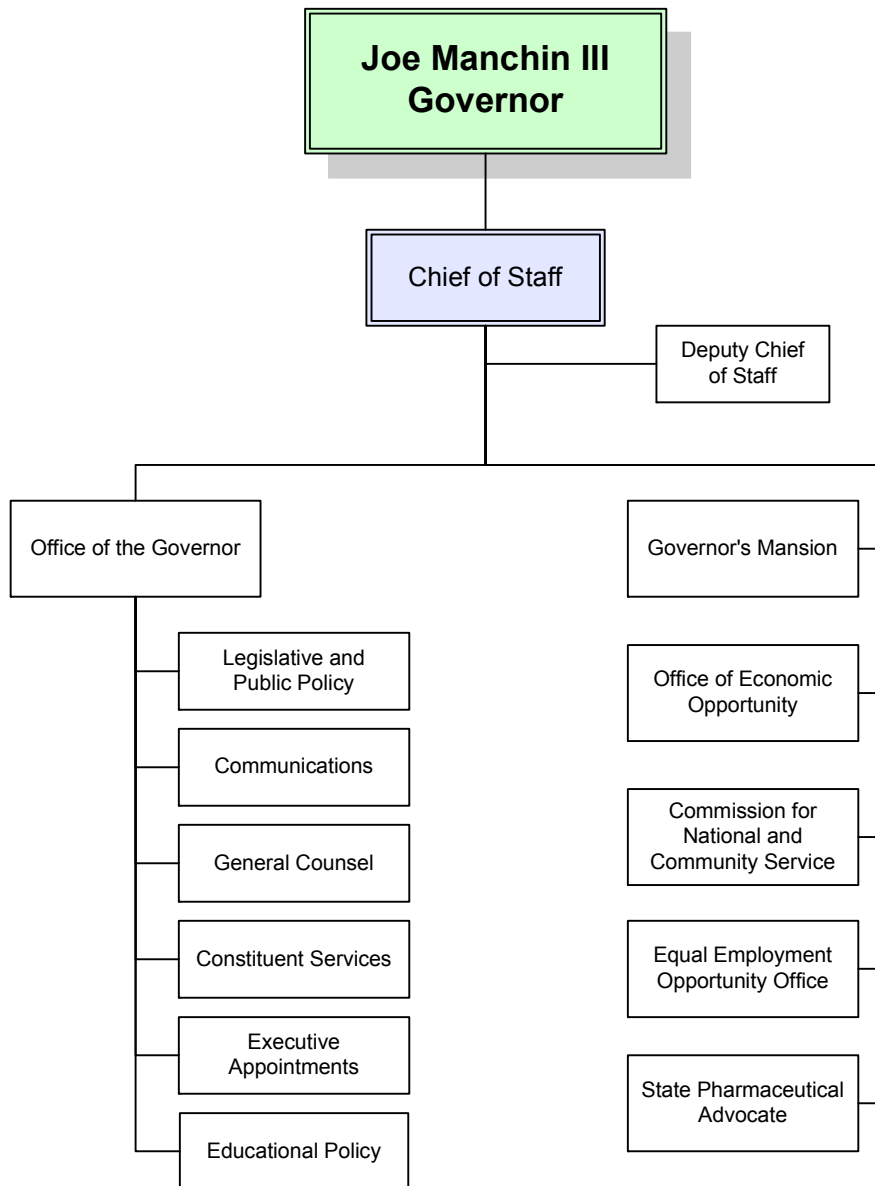 Joe Manchin III
Governor
Chief of Staff
Deputy Chief
of Staff
Office of the Governor
Legislative and
Public Policy
Communications
General Counsel
Constituent Services
Executive
Appointments
Educational Policy
Governor's Mansion
Office of Economic
Opportunity
Commission for
National and
Community Service
Equal Employment
Opportunity Office
State Pharmaceutical
Advocate